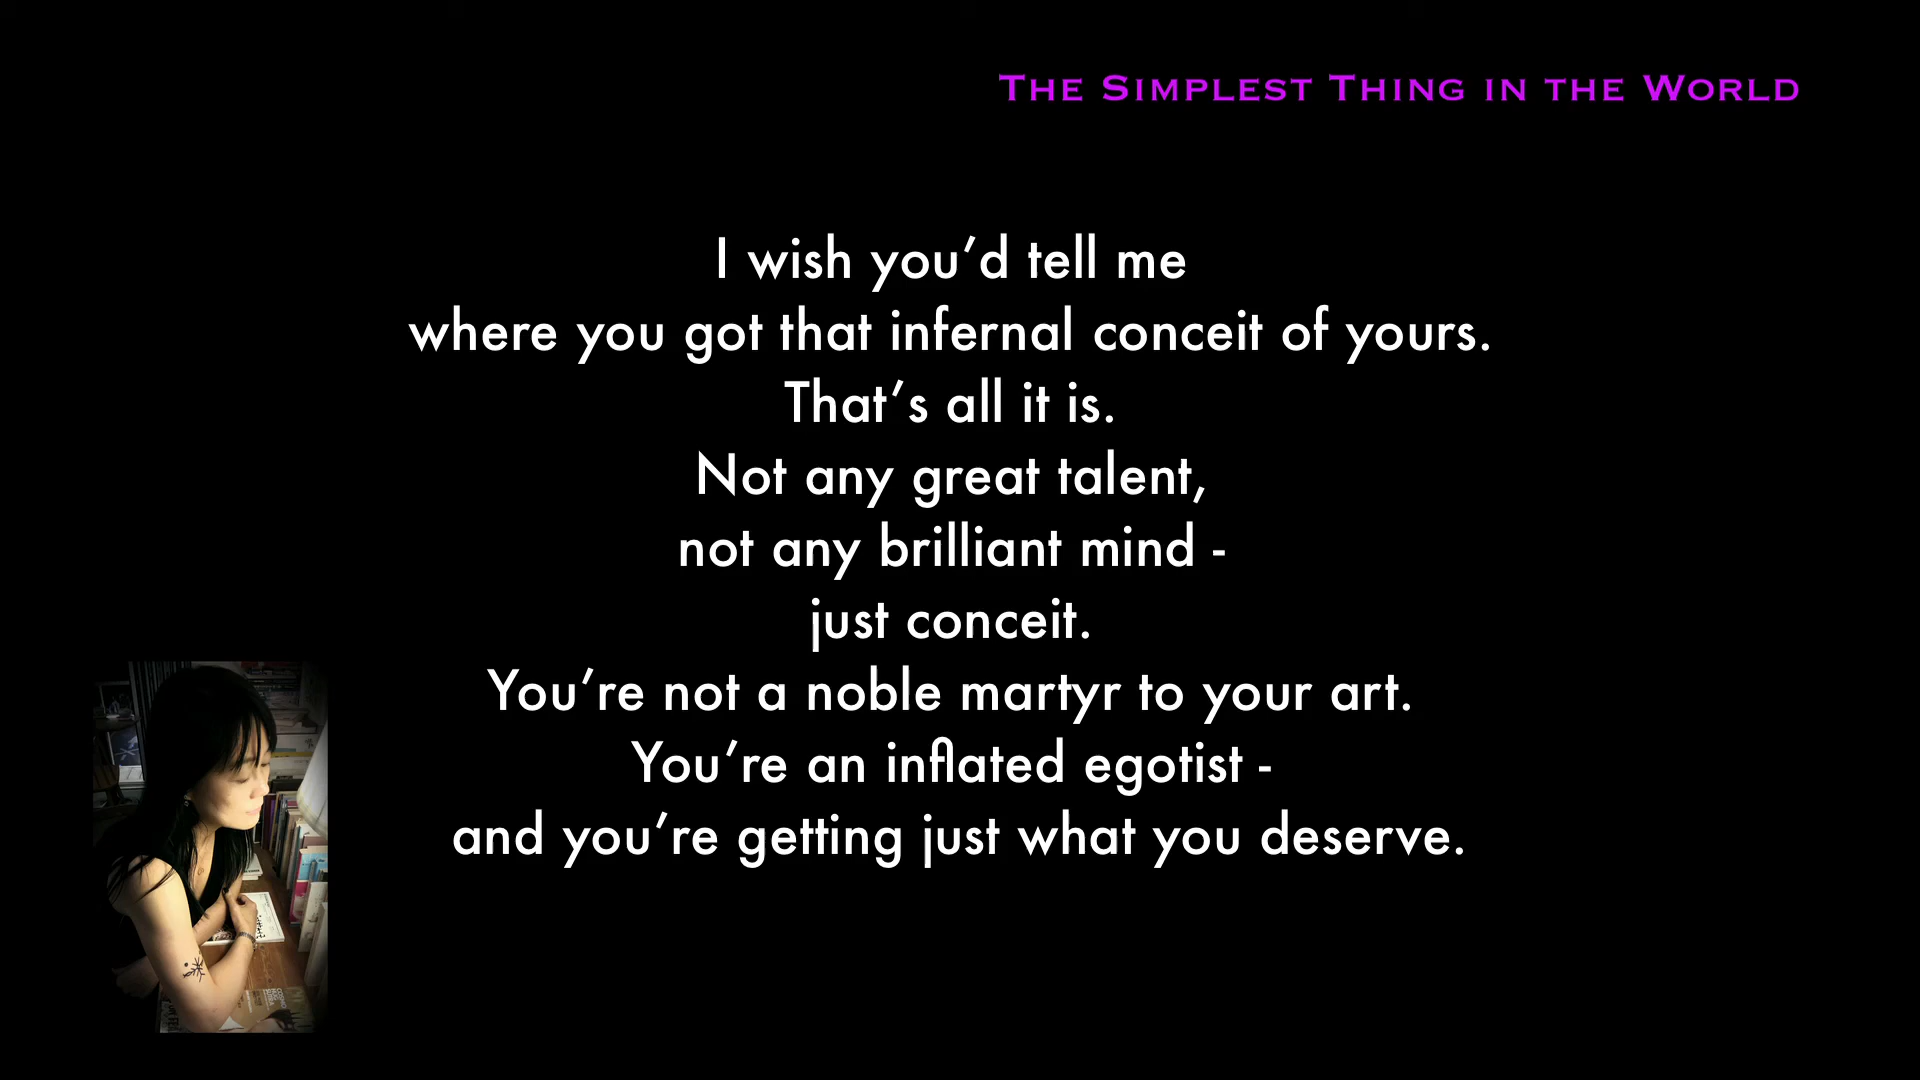 The Simplest Thing in the World
I wish you’d tell me
where you got that infernal conceit of yours.
That’s all it is.
Not any great talent,
not any brilliant mind -
just conceit.
You’re not a noble martyr to your art.
You’re an inflated egotist -
and you’re getting just what you deserve.